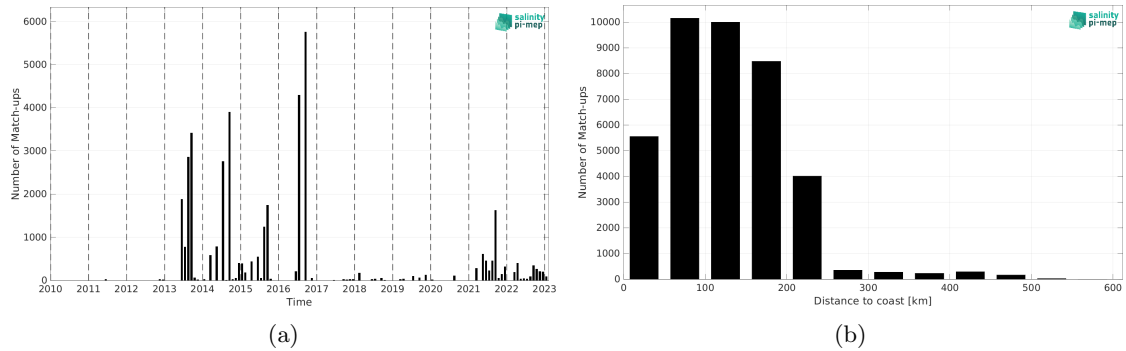 6000
5000
4000
3000
2000
1000
0
Number of Match-ups
2010 2011 2012 2013 2014 2015 2016 2017 2018 2019 2020 2021 2022 2023
Time
salinity
pi-mep
(a)
10000
9000
8000
7000
6000
5000
4000
3000
2000
1000
0
Number of Match-ups
0 100 200 300 400 500 600
Distance to coast [km]
salinity
pi-mep
(b)